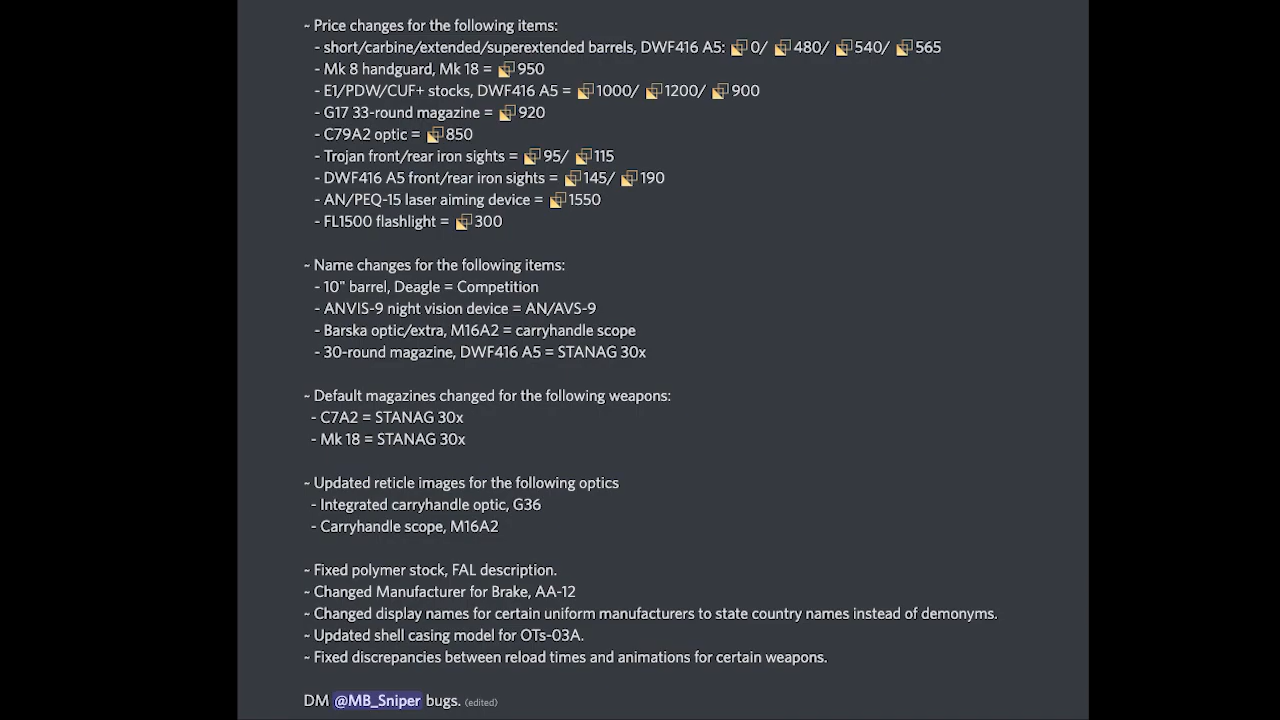 ~ Price changes for the following items:
- short/carbine/extended/superextended barrels, DWF416 A5: 0/ 480/ 540/ 565
- Mk 8 handguard, Mk 18 = 950
- E1/PDW/CUF+ stocks, DWF416 A5 = 1000/ 1200/ 900
- G17 33-round magazine = 920
- C79A2 optic = 850
- Trojan front/rear iron sights = 95/ 115
- DWF416 A5 front/rear iron sights = 145/ 190
- AN/PEQ-15 laser aiming device = 1550
- FL1500 flashlight = 300
~ Name changes for the following items:
- 10" barrel, Deagle = Competition
- ANVIS-9 night vision device = AN/AVS-9
- Barska optic/extra, M16A2 = carryhandle scope
- 30-round magazine, DWF416 A5 = STANAG 30x
~ Default magazines changed for the following weapons:
- C7A2 = STANAG 30x
- Mk 18 = STANAG 30x
~ Updated reticle images for the following optics
- Integrated carryhandle optic, G36
- Carryhandle scope, M16A2
~ Fixed polymer stock, FAL description.
~ Changed Manufacturer for Brake, AA-12
~ Changed display names for certain uniform manufacturers to state country names instead of demonyms.
~ Updated shell casing model for OTs-03A.
~ Fixed discrepancies between reload times and animations for certain weapons.
DM @MB_Sniper bugs. (edited)